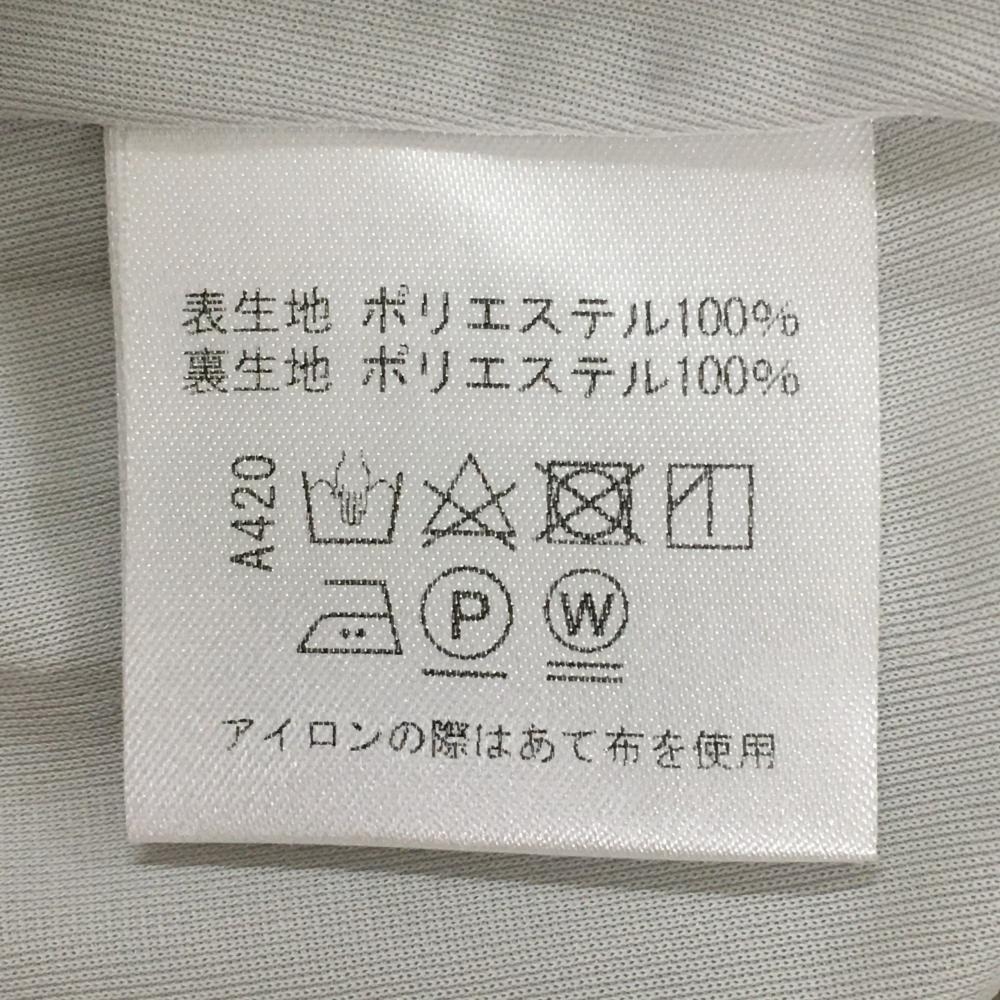 表生地 ポリエステル100%
裏生地 ポリエステル100%
A420
P
W
アイロンの際はあて布を使用